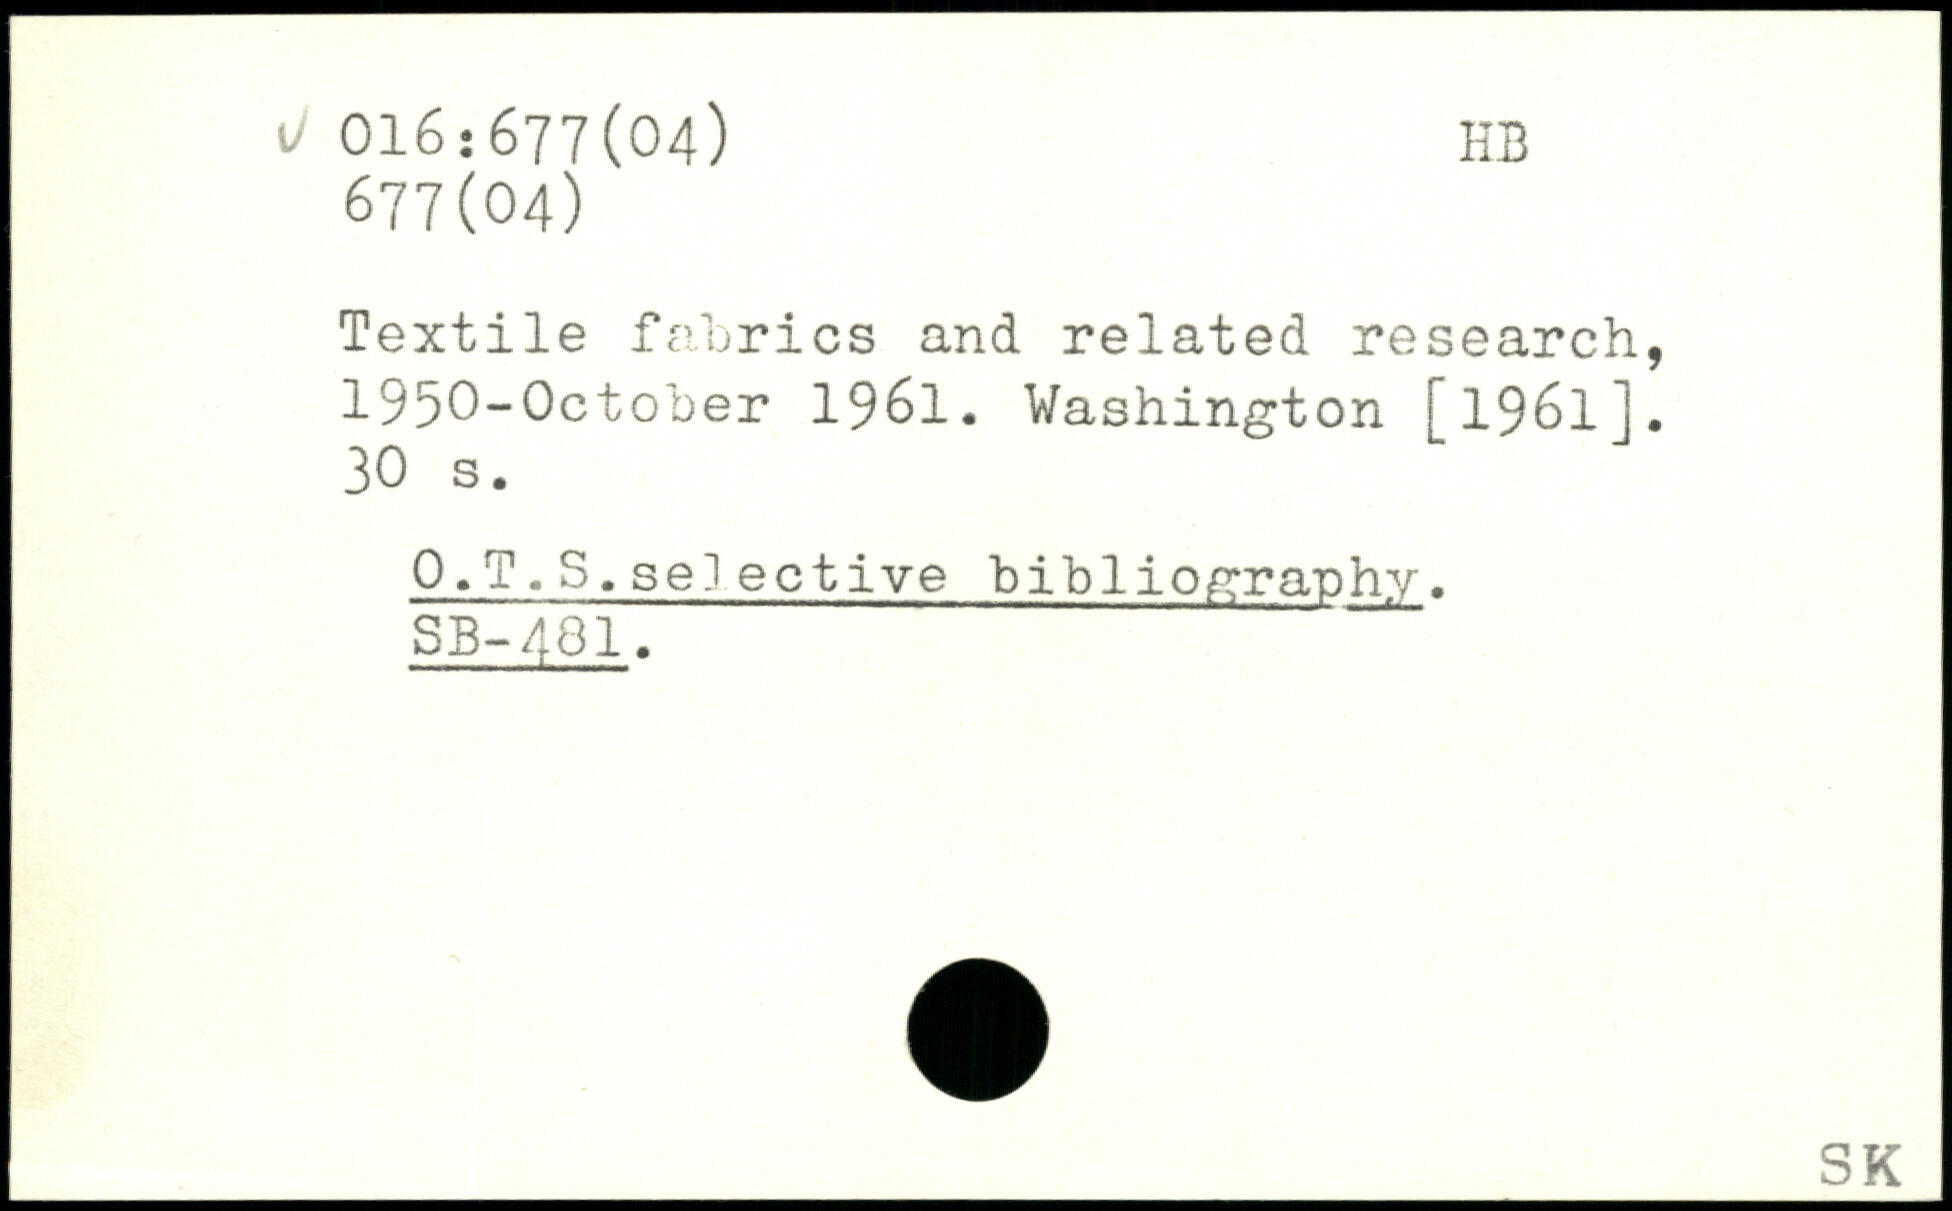 ✓ 016:677(04) HB
677(04)
Textile fabrics and related research,
1950-October 1961. Washington [1961].
30 s.
O.T.S.selective bibliography.
SB-481.
SK